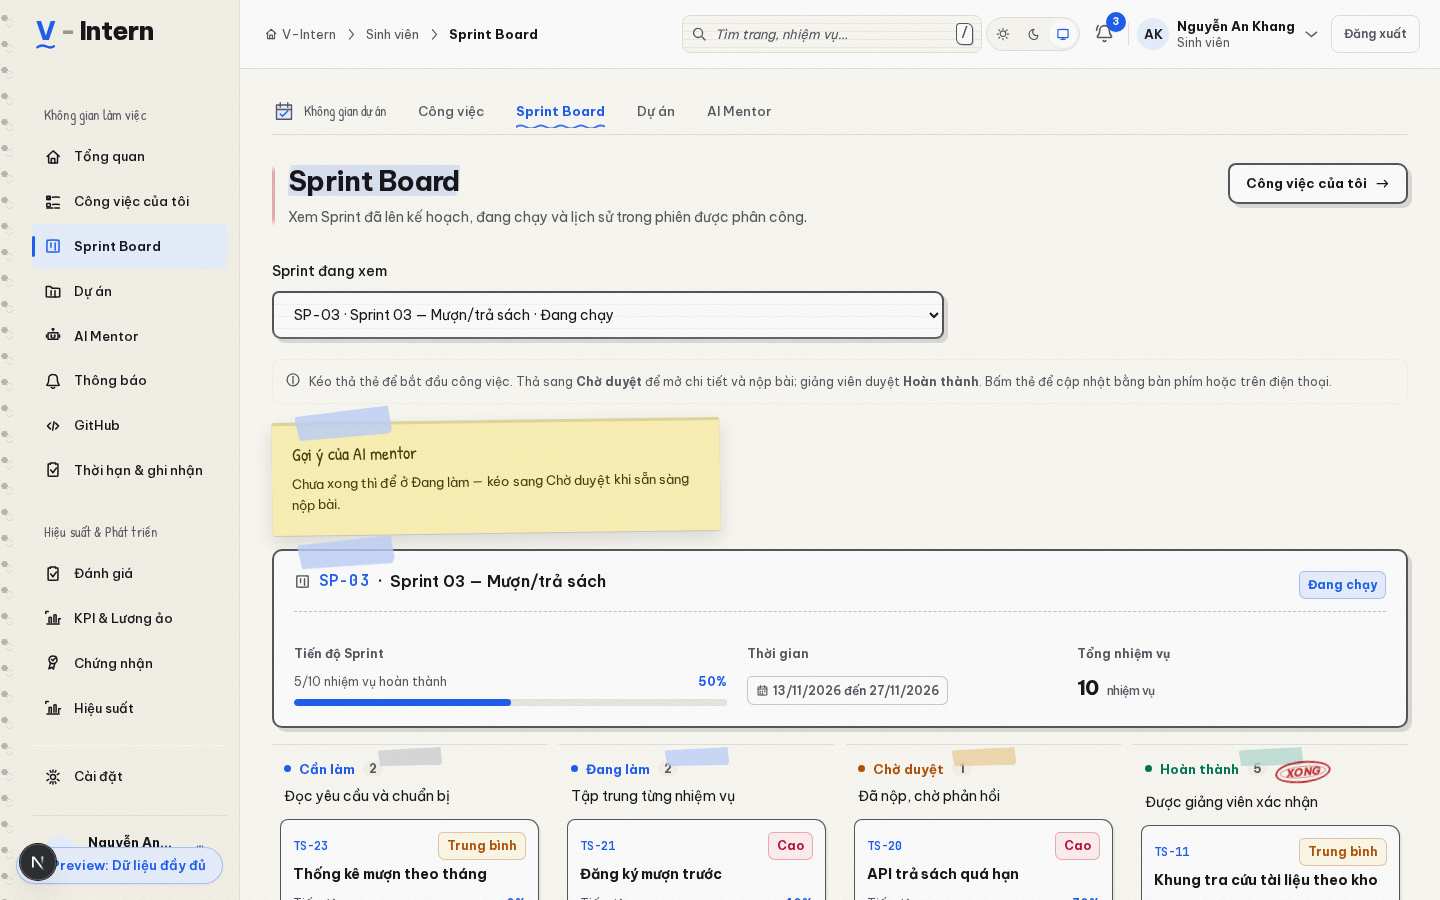 V - Intern
V-Intern
Sinh viên
Sprint Board
Tìm trang, nhiệm vụ...
/
3
AK
Nguyễn An Khang
Sinh viên
Đăng xuất
Không gian làm việc
Tổng quan
Công việc của tôi
Sprint Board
Dự án
AI Mentor
Thông báo
GitHub
Thời hạn & ghi nhận
Hiệu suất & Phát triển
Đánh giá
KPI & Lương ảo
Chứng nhận
Hiệu suất
Cài đặt
Nguyễn An...
N
Preview: Dữ liệu đầy đủ
Không gian dự án
Công việc
Sprint Board
Dự án
AI Mentor
Sprint Board
Xem Sprint đã lên kế hoạch, đang chạy và lịch sử trong phiên được phân công.
Công việc của tôi →
Sprint đang xem
SP-03 · Sprint 03 — Mượn/trả sách · Đang chạy
Kéo thả thẻ để bắt đầu công việc. Thả sang Chờ duyệt để mở chi tiết và nộp bài; giảng viên duyệt Hoàn thành. Bấm thẻ để cập nhật bằng bàn phím hoặc trên điện thoại.
Gợi ý của AI mentor
Chưa xong thì để ở Đang làm — kéo sang Chờ duyệt khi sẵn sàng
nộp bài.
SP-03 · Sprint 03 — Mượn/trả sách
Đang chạy
Tiến độ Sprint
5/10 nhiệm vụ hoàn thành
50%
Thời gian
13/11/2026 đến 27/11/2026
Tổng nhiệm vụ
10 nhiệm vụ
Cần làm 2
Đọc yêu cầu và chuẩn bị
TS-23
Trung bình
Thống kê mượn theo tháng
Đang làm 2
Tập trung từng nhiệm vụ
TS-21
Cao
Đăng ký mượn trước
Chờ duyệt 1
Đã nộp, chờ phản hồi
TS-20
Cao
API trả sách quá hạn
Hoàn thành 5
XONG
Được giảng viên xác nhận
TS-11
Trung bình
Khung tra cứu tài liệu theo kho